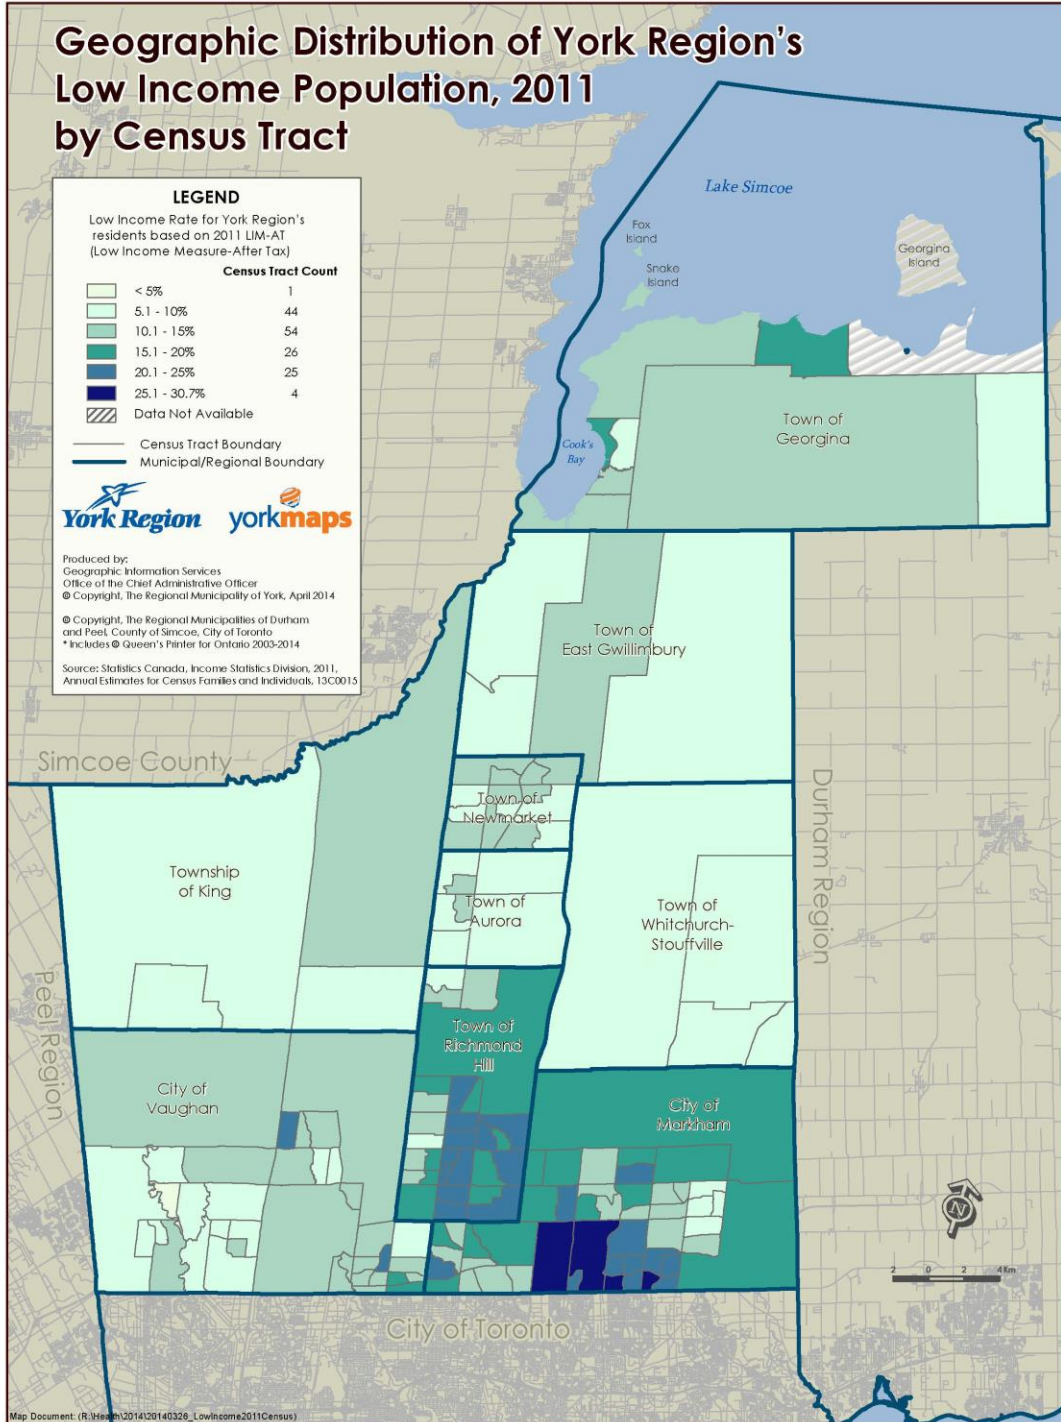 Geographic Distribution of York Region's
Low Income Population, 2011
by Census Tract
LEGEND
Low Income Rate for York Region's
residents based on 2011 LIM-AT
(Low Income Measure-After Tax)
Census Tract Count
< 5% 1
5.1 - 10% 44
10.1 - 15% 54
15.1 - 20% 26
20.1 - 25% 25
25.1 - 30.7% 4
Data Not Available
Census Tract Boundary
Municipal/Regional Boundary
York Region yorkmaps
Produced by:
Geographic Information Services
Office of the Chief Administrative Officer
© Copyright, The Regional Municipality of York, April 2014
© Copyright, The Regional Municipalities of Durham
and Peel, County of Simcoe, City of Toronto
* Includes © Queen's Printer for Ontario 2003-2014
Source: Statistics Canada, Income Statistics Division, 2011,
Annual Estimates for Census Families and Individuals, 13C0015
Lake Simcoe
Fox
Island
Snake
Island
Georgina
Island
Cook's
Bay
Town of
Georgina
Town of
East Gwillimbury
Simcoe County
Durham Region
Town of
Newmarket
Township
of King
Town of
Aurora
Town of
Whitchurch-
Stouffville
Peel Region
Town of
Richmond
Hill
City of
Vaughan
City of
Markham
N
2 0 2 4 Km
City of Toronto
Map Document: (R:\Health\2014\20140326_LowIncome2011Census)